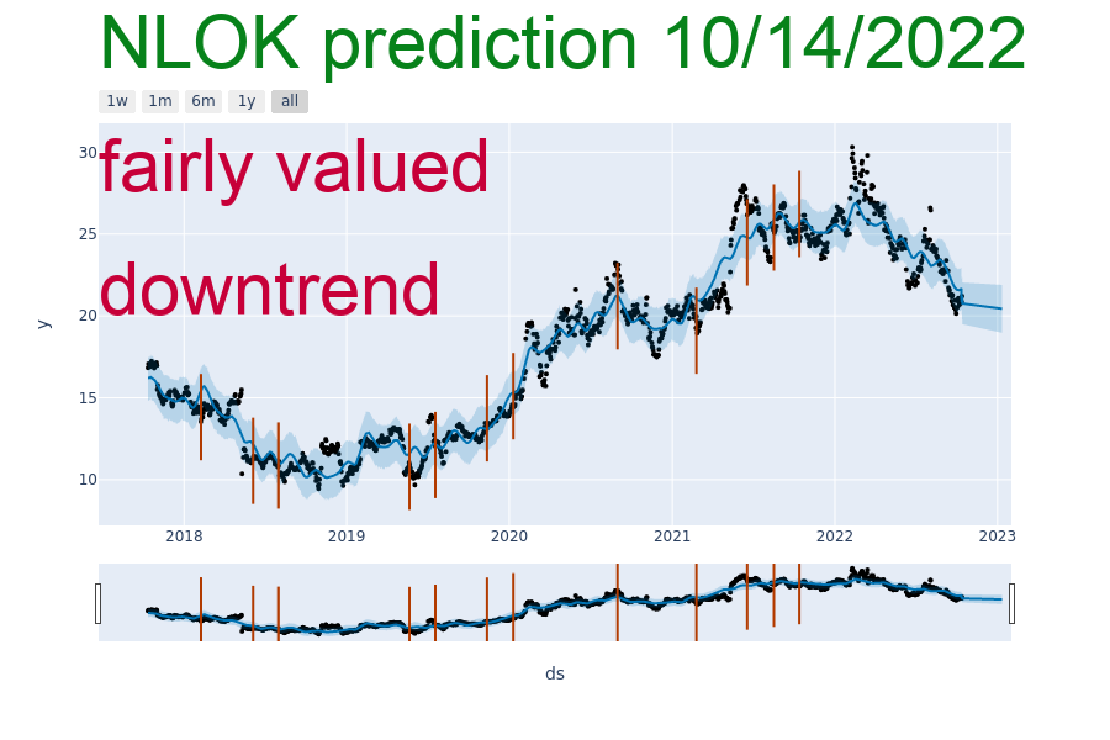 NLOK prediction 10/14/2022
1w 1m 6m 1y all
fairly valued
downtrend
30
25
20
15
10
y
2018 2019 2020 2021 2022 2023
ds